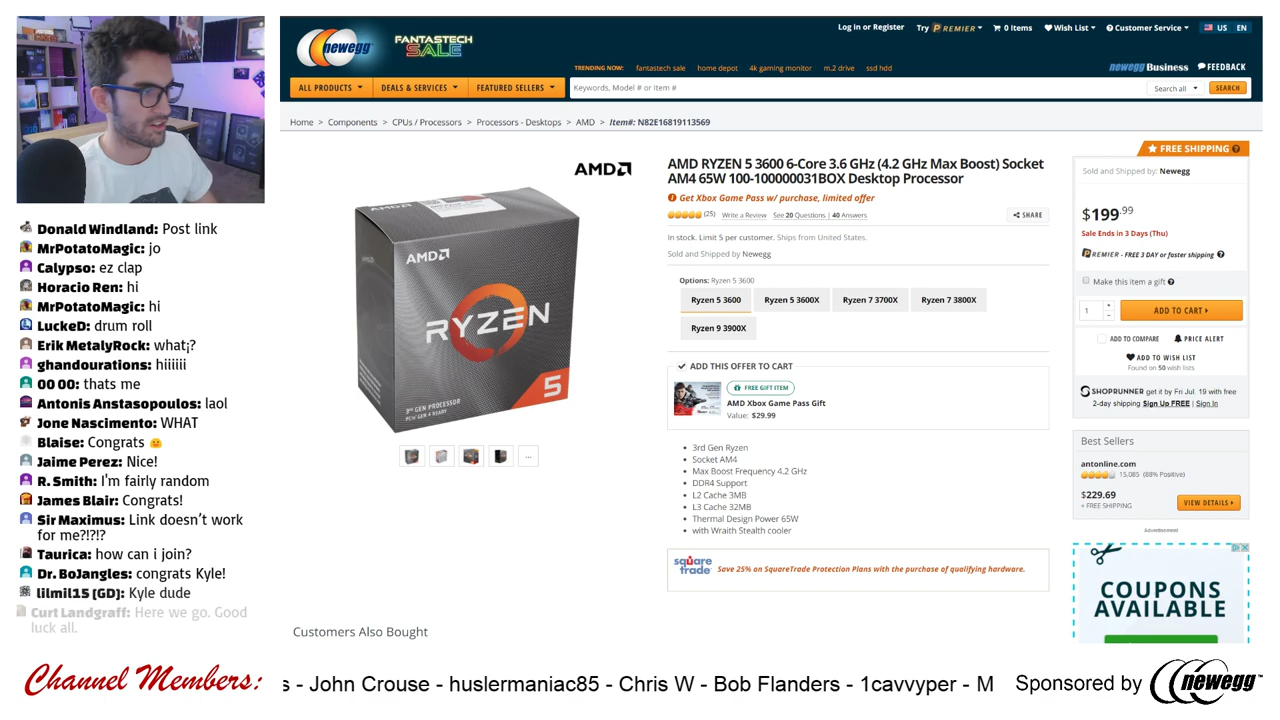 newegg
FANTASTECH
SALE
Log in or Register
Try PREMIER
0 Items
Wish List
Customer Service
US
EN
TRENDING NOW:
fantastech sale
home depot
4k gaming monitor
m.2 drive
ssd hdd
newegg Business
FEEDBACK
ALL PRODUCTS
DEALS & SERVICES
FEATURED SELLERS
Keywords, Model # or Item #
Search all
SEARCH
Home > Components > CPUs / Processors > Processors - Desktops > AMD > Item#: N82E16819113569
AMD
AMD
RYZEN
5
3RD GEN PROCESSOR
PCIe GEN 4 READY
...
AMD RYZEN 5 3600 6-Core 3.6 GHz (4.2 GHz Max Boost) Socket
AM4 65W 100-100000031BOX Desktop Processor
Get Xbox Game Pass w/ purchase, limited offer
(25) Write a Review See 20 Questions | 40 Answers
SHARE
In stock. Limit 5 per customer. Ships from United States.
Sold and Shipped by Newegg
Options: Ryzen 5 3600
Ryzen 5 3600
Ryzen 5 3600X
Ryzen 7 3700X
Ryzen 7 3800X
Ryzen 9 3900X
ADD THIS OFFER TO CART
FREE GIFT ITEM
AMD Xbox Game Pass Gift
Value: $29.99
3rd Gen Ryzen
Socket AM4
Max Boost Frequency 4.2 GHz
DDR4 Support
L2 Cache 3MB
L3 Cache 32MB
Thermal Design Power 65W
with Wraith Stealth cooler
square trade
Save 25% on SquareTrade Protection Plans with the purchase of qualifying hardware.
Customers Also Bought
FREE SHIPPING
Sold and Shipped by: Newegg
$199.99
Sale Ends in 3 Days (Thu)
PREMIER - FREE 3 DAY or faster shipping
Make this item a gift
1
+
-
ADD TO CART
ADD TO COMPARE
PRICE ALERT
ADD TO WISH LIST
Found on 50 wish lists
SHOPRUNNER get it by Fri Jul. 19 with free
2-day shipping Sign Up FREE | Sign In
Best Sellers
antonline.com
15,085 (88% Positive)
$229.69
+ FREE SHIPPING
VIEW DETAILS
Advertisement
COUPONS
AVAILABLE
Donald Windland: Post link
MrPotatoMagic: jo
Calypso: ez clap
Horacio Ren: hi
MrPotatoMagic: hi
LuckeD: drum roll
Erik MetalyRock: what¡?
ghandourations: hiiiiii
00 00: thats me
Antonis Anstasopoulos: laol
Jone Nascimento: WHAT
Blaise: Congrats
Jaime Perez: Nice!
R. Smith: I'm fairly random
James Blair: Congrats!
Sir Maximus: Link doesn't work
for me?!?!?
Taurica: how can i join?
Dr. BoJangles: congrats Kyle!
lilmil15 [GD]: Kyle dude
Curt Landgraff: Here we go. Good
luck all.
Channel Members:
s - John Crouse - huslermaniac85 - Chris W - Bob Flanders - 1cavvyper - M
Sponsored by newegg